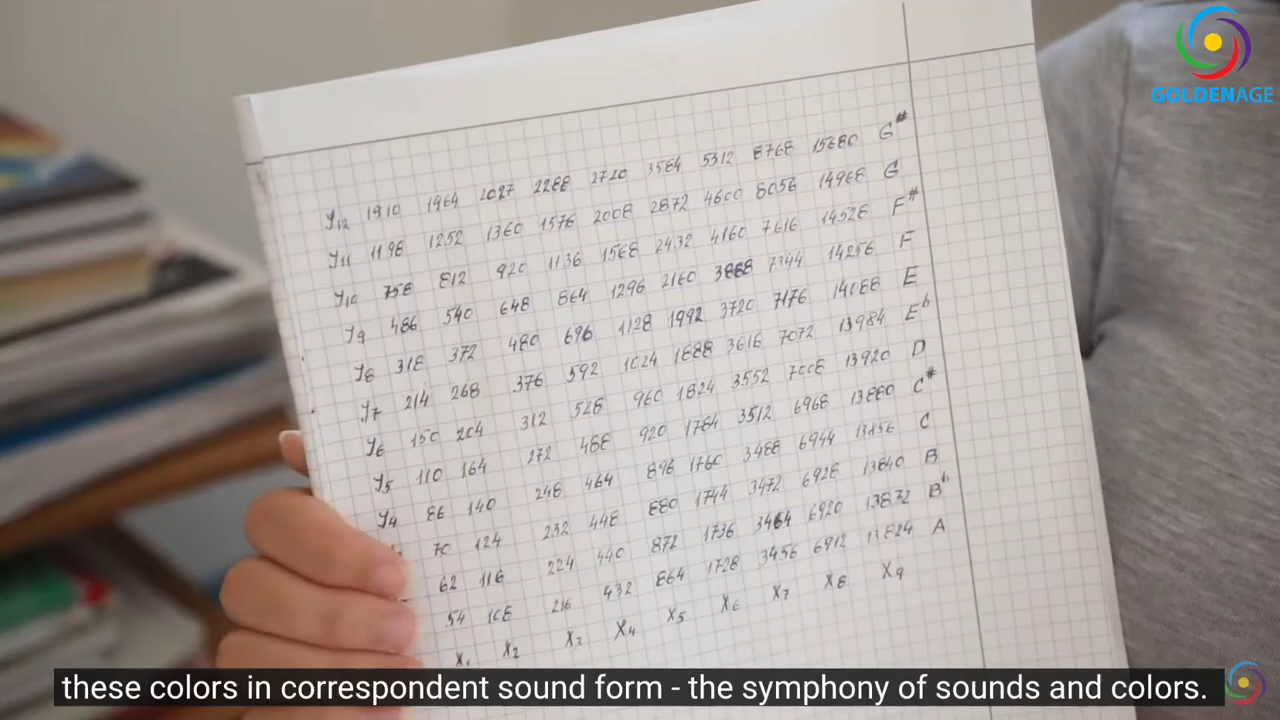 GOLDENAGE
y12 1910 1964 2027 2288 2720 3584 5312 8768 15680 G#
y11 1198 1252 1360 1576 2008 2872 4600 8056 14968 G
y10 758 812 920 1136 1568 2432 4160 7616 14528 F#
y9 486 540 648 864 1296 2160 3888 7344 14256 F
y8 318 372 480 696 1128 1992 3720 7176 14088 E
y7 214 268 376 592 1024 1888 3616 7072 13984 Eb
y6 150 204 312 528 960 1824 3552 7008 13920 D
y5 110 164 272 488 920 1784 3512 6968 13880 C#
y4 86 140 248 464 896 1760 3488 6944 13856 C
70 124 232 448 880 1744 3472 6928 13840 B
62 116 224 440 872 1736 3464 6920 13832 Bb
54 108 216 432 864 1728 3456 6912 13824 A
X1 X2 X3 X4 X5 X6 X7 X8 X9
these colors in correspondent sound form - the symphony of sounds and colors.